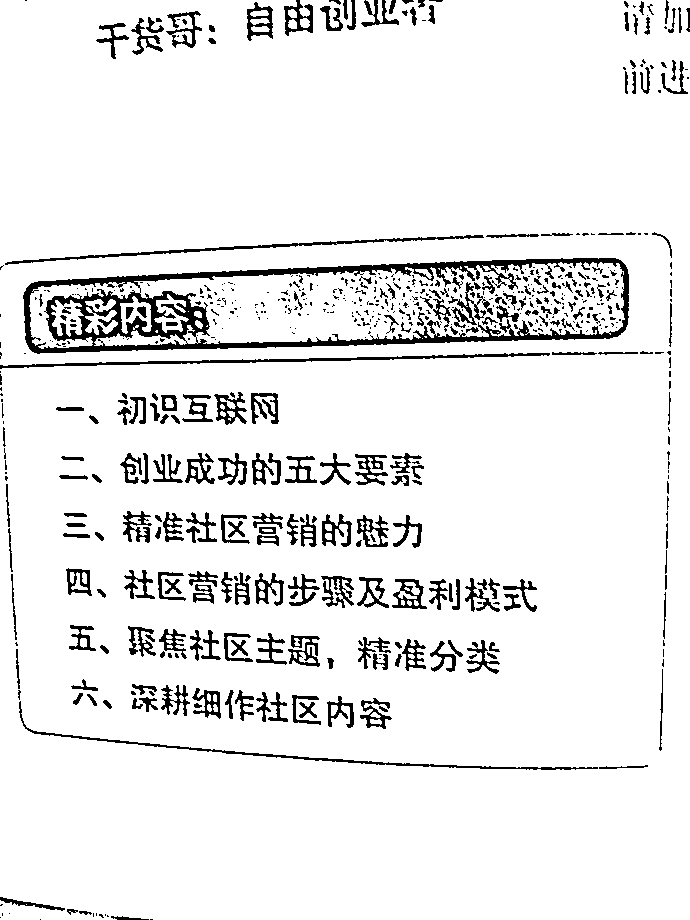 干货哥：自由创业者
请加
前进
精彩内容：
一、初识互联网
二、创业成功的五大要素
三、精准社区营销的魅力
四、社区营销的步骤及盈利模式
五、聚焦社区主题，精准分类
六、深耕细作社区内容